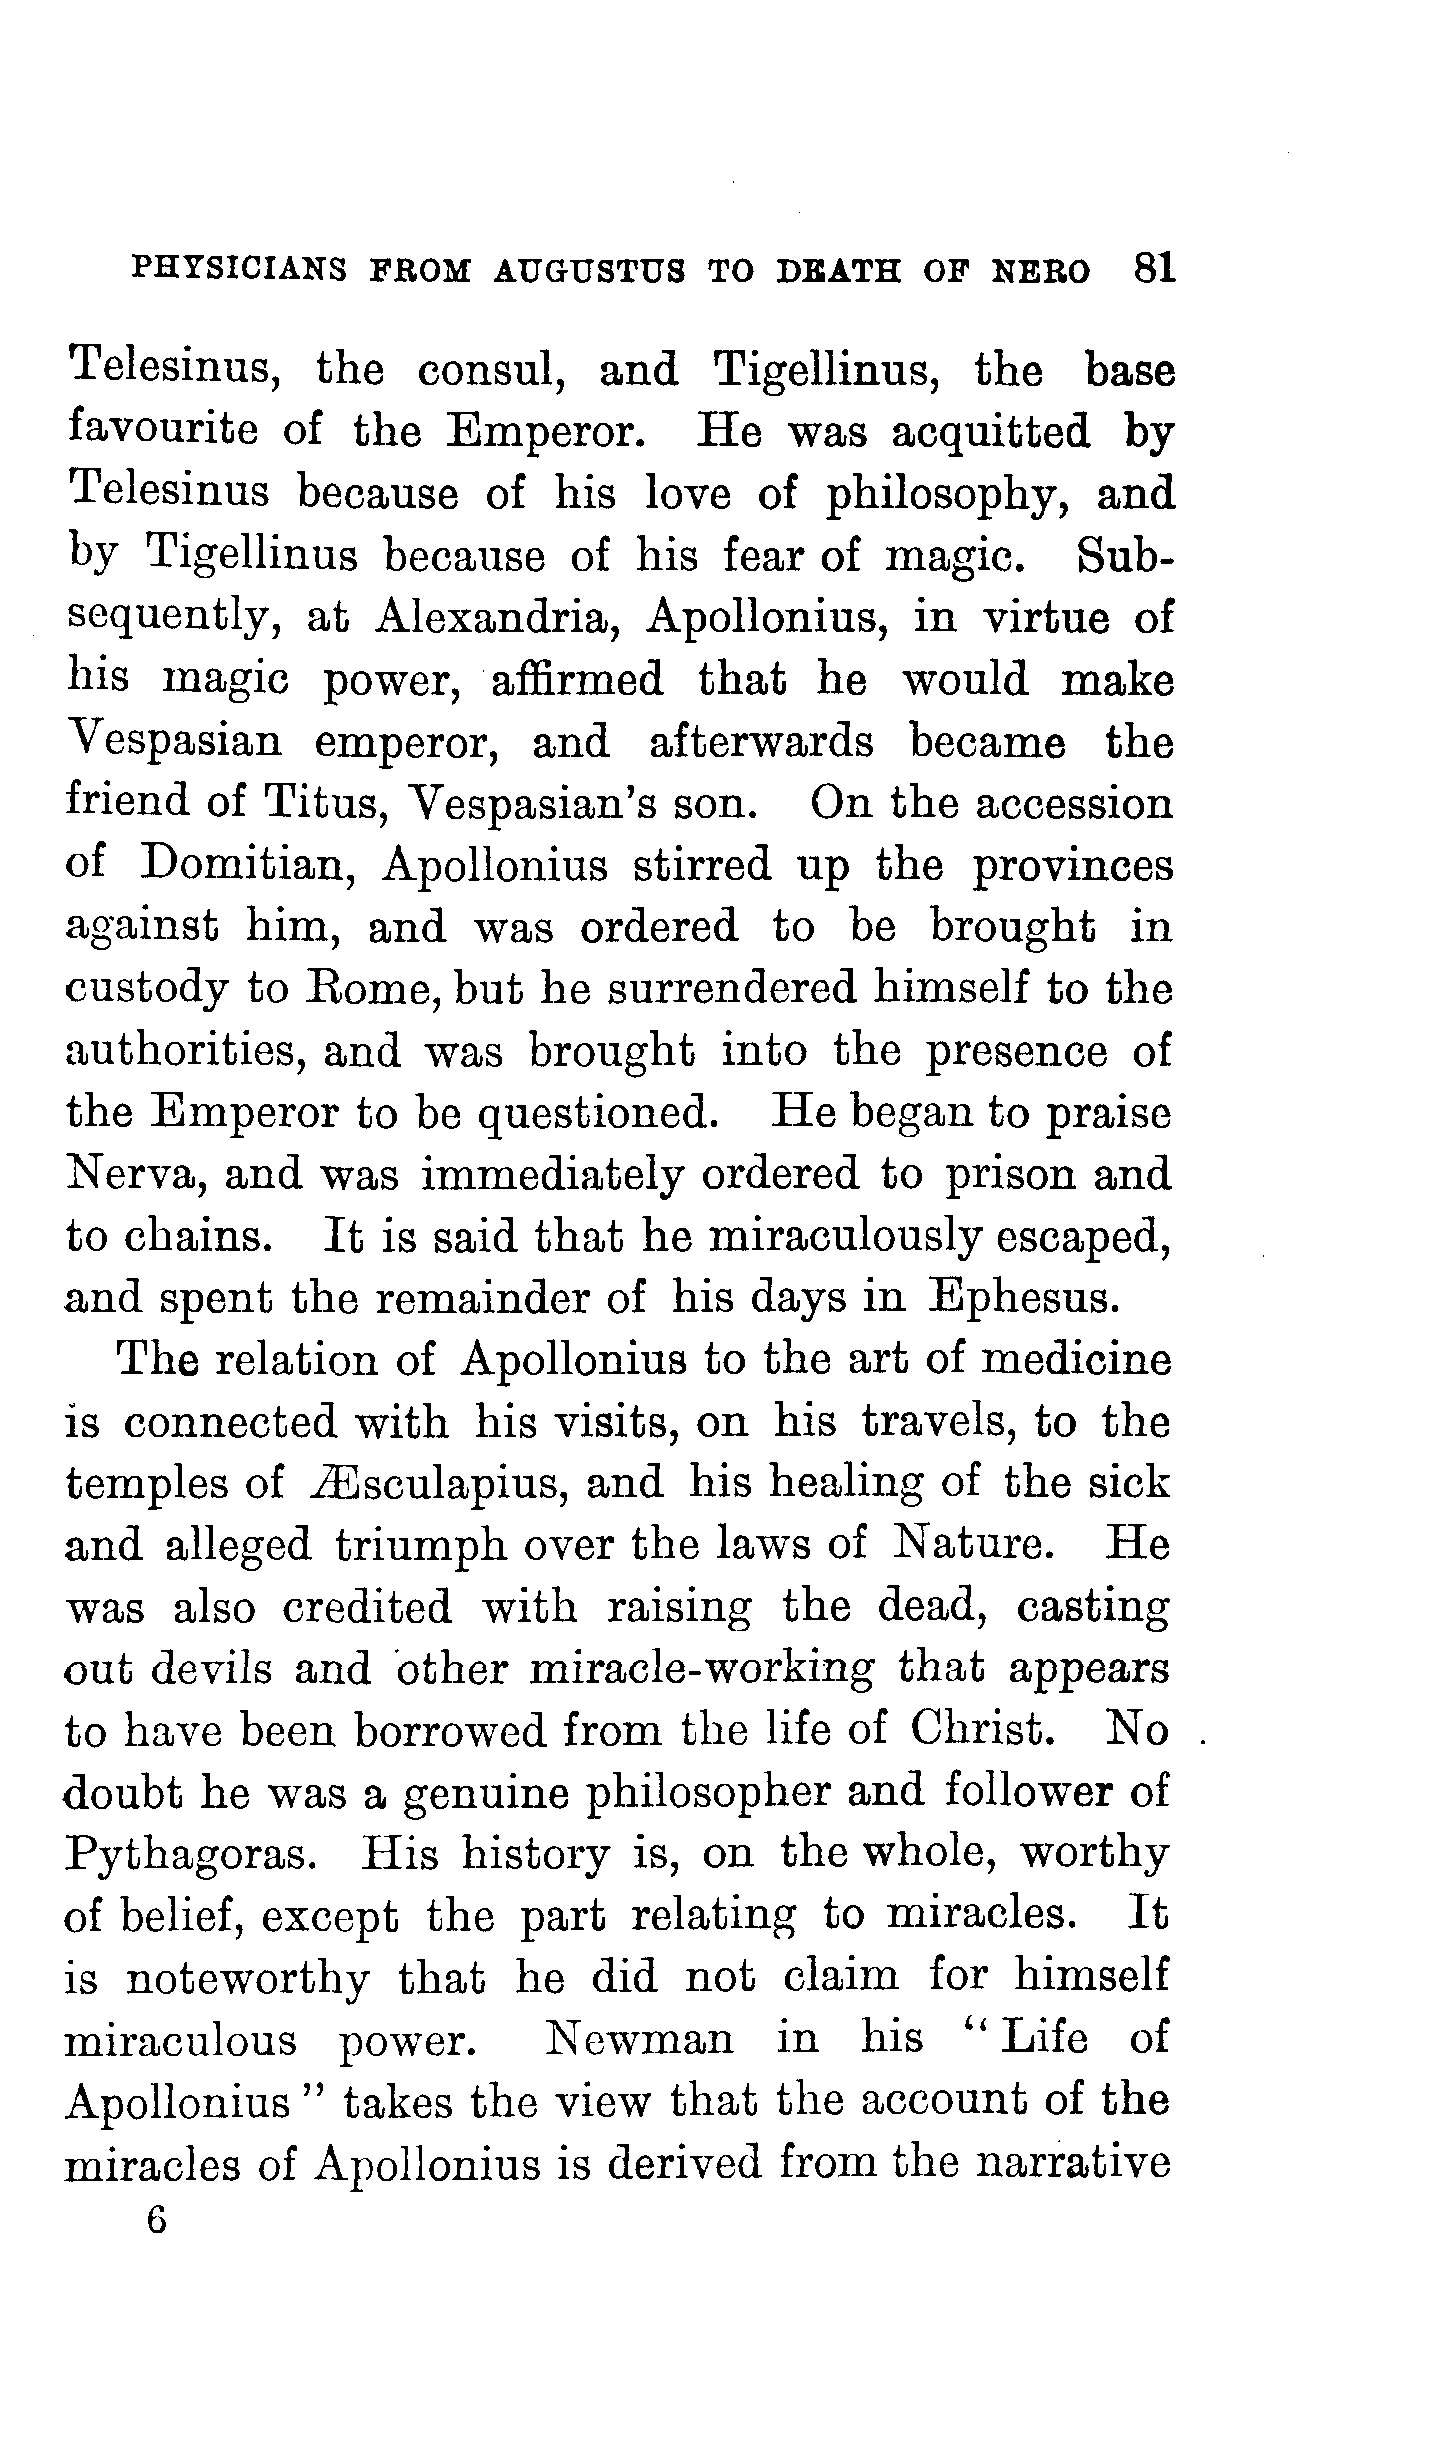 PHYSICIANS FROM AUGUSTUS TO DEATH OF NERO 81
Telesinus, the consul, and Tigellinus, the base
favourite of the Emperor. He was acquitted by
Telesinus because of his love of philosophy, and
by Tigellinus because of his fear of magic. Sub-
sequently, at Alexandria, Apollonius, in virtue of
his magic power, affirmed that he would make
Vespasian emperor, and afterwards became the
friend of Titus, Vespasian's son. On the accession
of Domitian, Apollonius stirred up the provinces
against him, and was ordered to be brought in
custody to Rome, but he surrendered himself to the
authorities, and was brought into the presence of
the Emperor to be questioned. He began to praise
Nerva, and was immediately ordered to prison and
to chains. It is said that he miraculously escaped,
and spent the remainder of his days in Ephesus.
The relation of Apollonius to the art of medicine
is connected with his visits, on his travels, to the
temples of Æsculapius, and his healing of the sick
and alleged triumph over the laws of Nature. He
was also credited with raising the dead, casting
out devils and other miracle-working that appears
to have been borrowed from the life of Christ. No
doubt he was a genuine philosopher and follower of
Pythagoras. His history is, on the whole, worthy
of belief, except the part relating to miracles. It
is noteworthy that he did not claim for himself
miraculous power. Newman in his "Life of
Apollonius" takes the view that the account of the
miracles of Apollonius is derived from the narrative
6